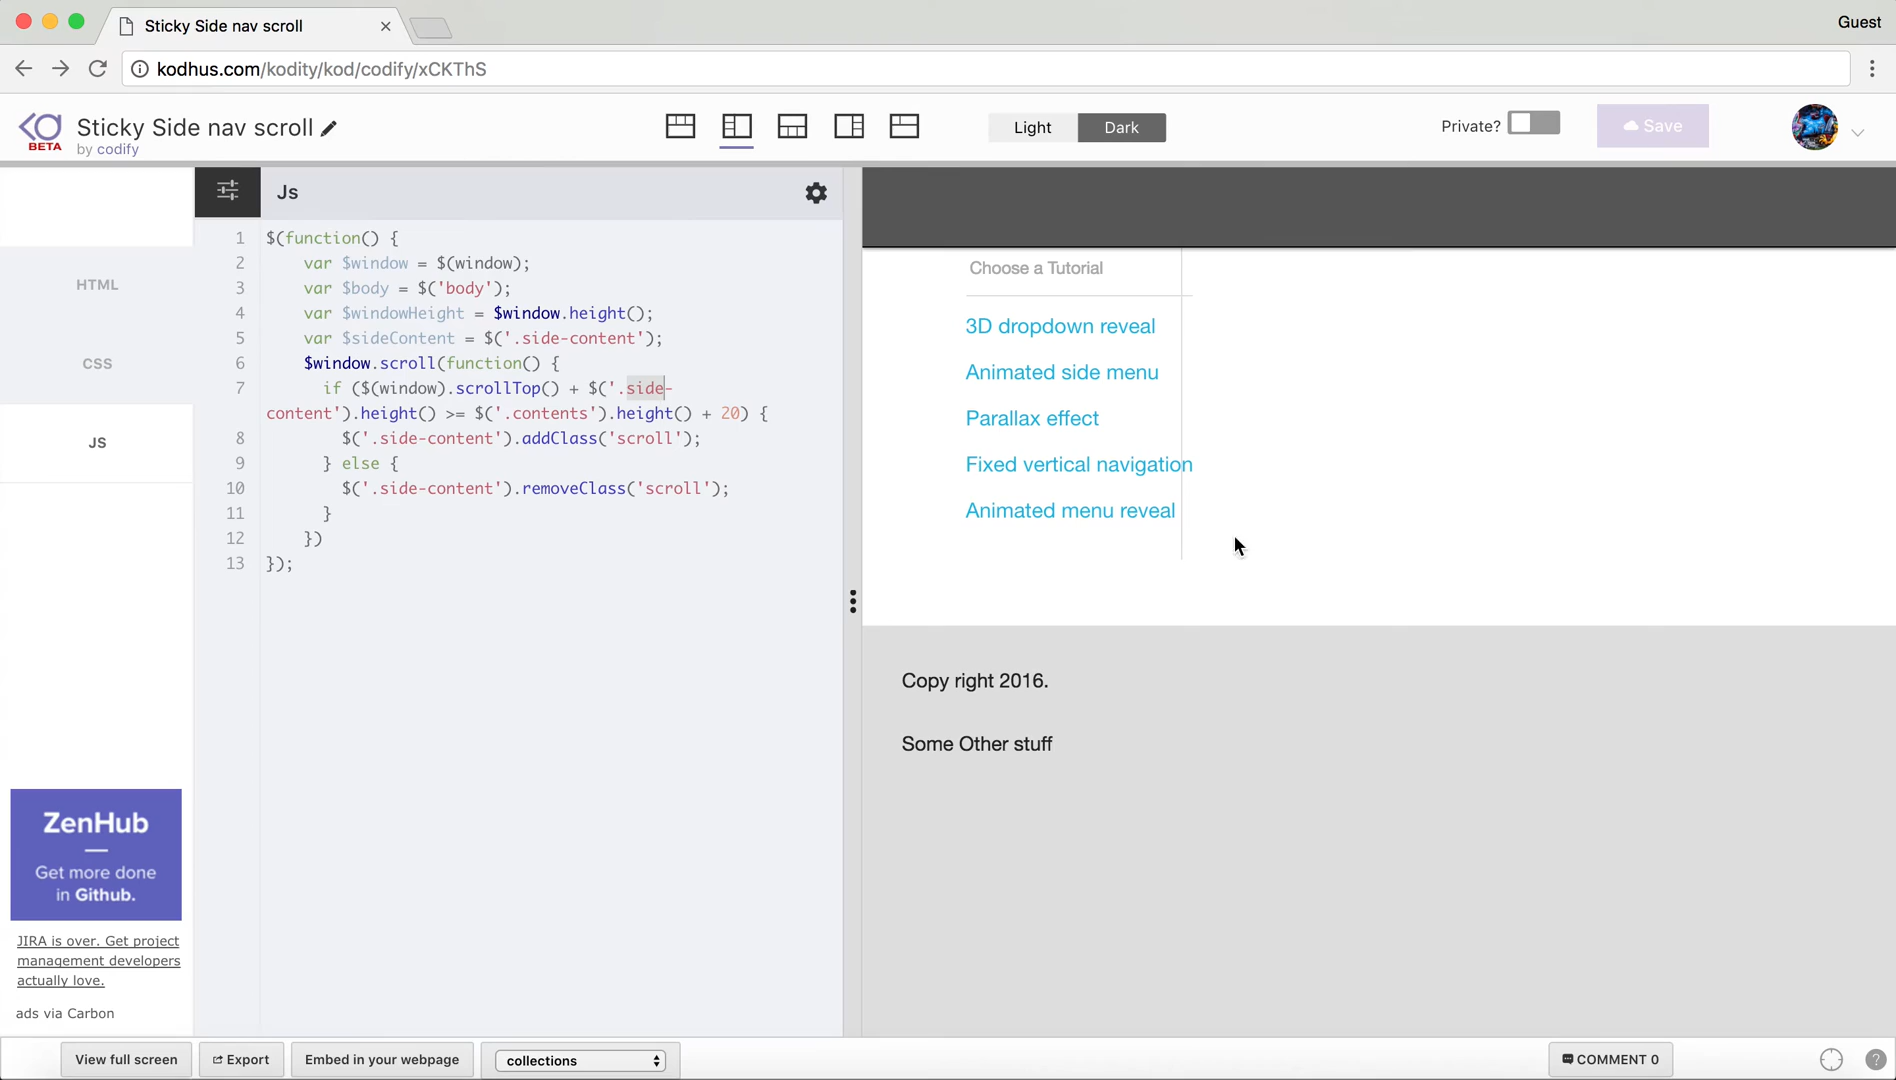 Sticky Side nav scroll
Guest
kodhus.com/kodity/kod/codify/xCKThS
BETA
Sticky Side nav scroll
by codify
Light
Dark
Private?
Save
HTML
CSS
JS
Js
1 $(function() {
2 var $window = $(window);
3 var $body = $('body');
4 var $windowHeight = $window.height();
5 var $sideContent = $('.side-content');
6 $window.scroll(function() {
7 if ($(window).scrollTop() + $('.side-
content').height() >= $('.contents').height() + 20) {
8 $('.side-content').addClass('scroll');
9 } else {
10 $('.side-content').removeClass('scroll');
11 }
12 })
13 });
Choose a Tutorial
3D dropdown reveal
Animated side menu
Parallax effect
Fixed vertical navigation
Animated menu reveal
Copy right 2016.
Some Other stuff
ZenHub
Get more done
in Github.
JIRA is over. Get project
management developers
actually love.
ads via Carbon
View full screen
Export
Embed in your webpage
collections
COMMENT 0
?